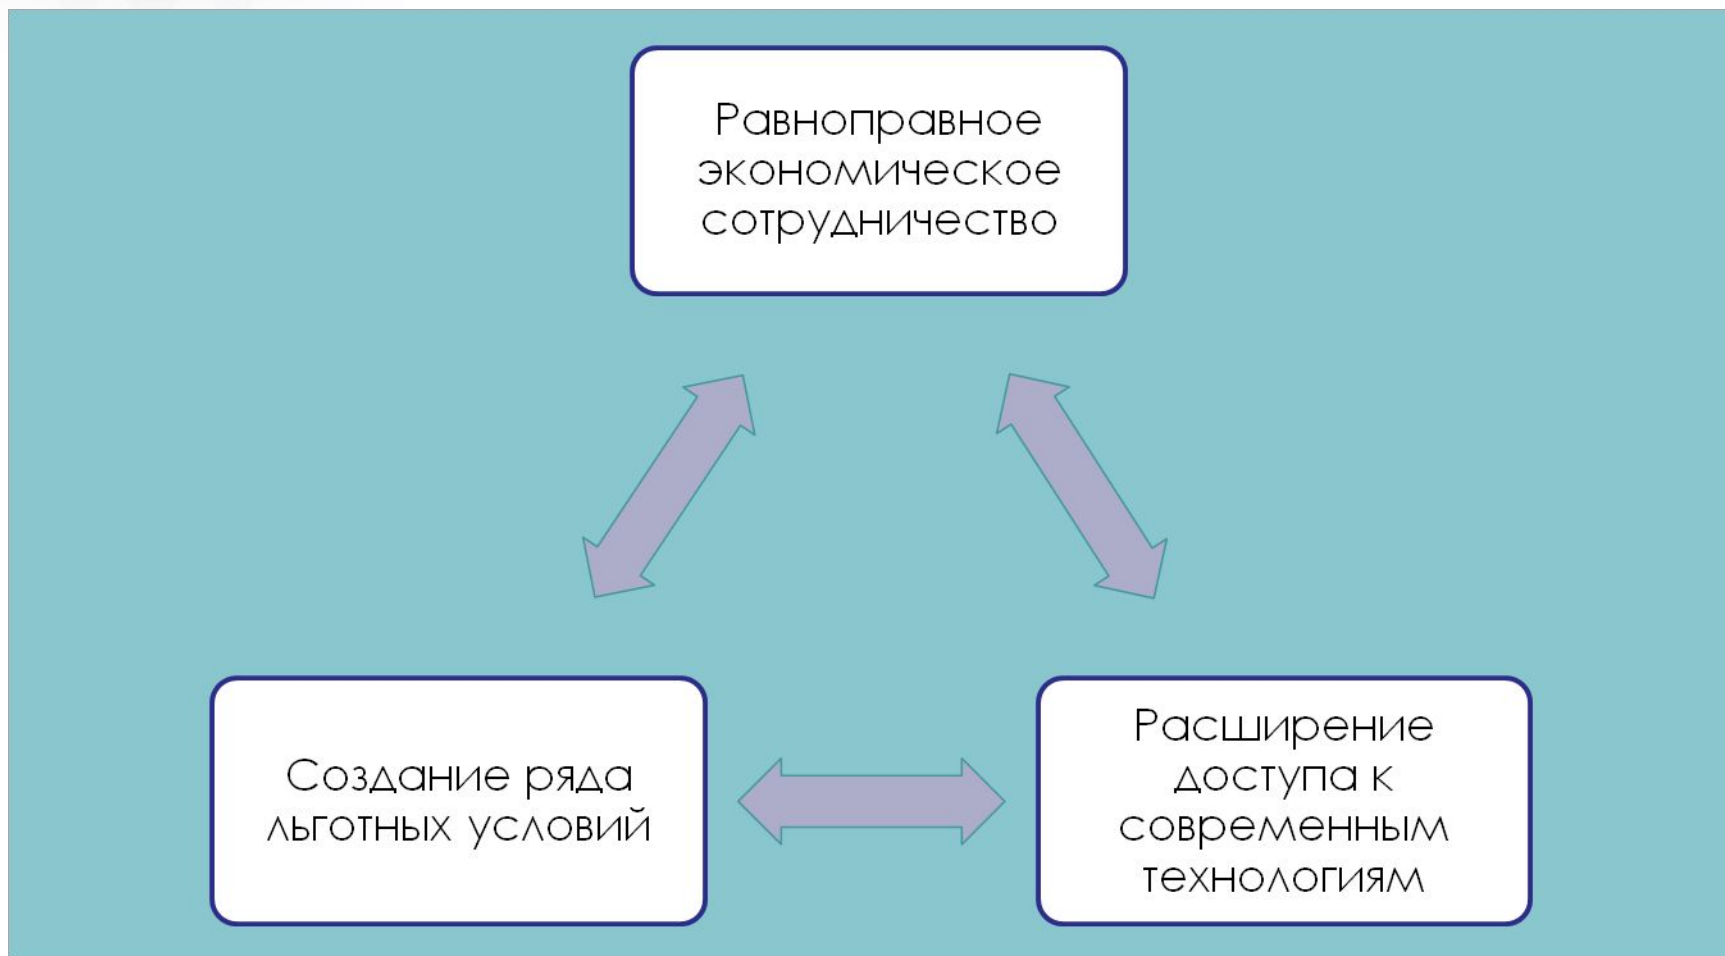 Равноправное
экономическое
сотрудничество
Создание ряда
льготных условий
Расширение
доступа к
современным
технологиям